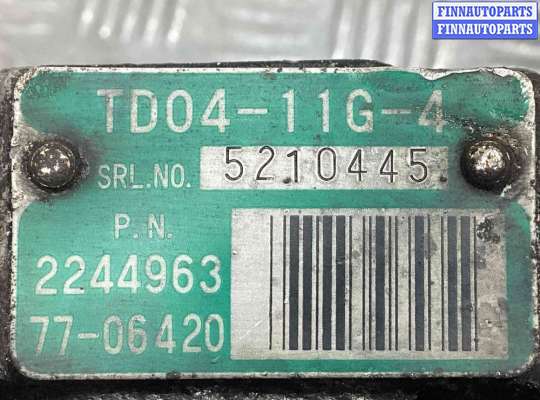 FINNAUTOPARTS
FINNAUTOPARTS
TD04-11G-4
SRL.NO. 5210445
P.N.
2244963
77-06420